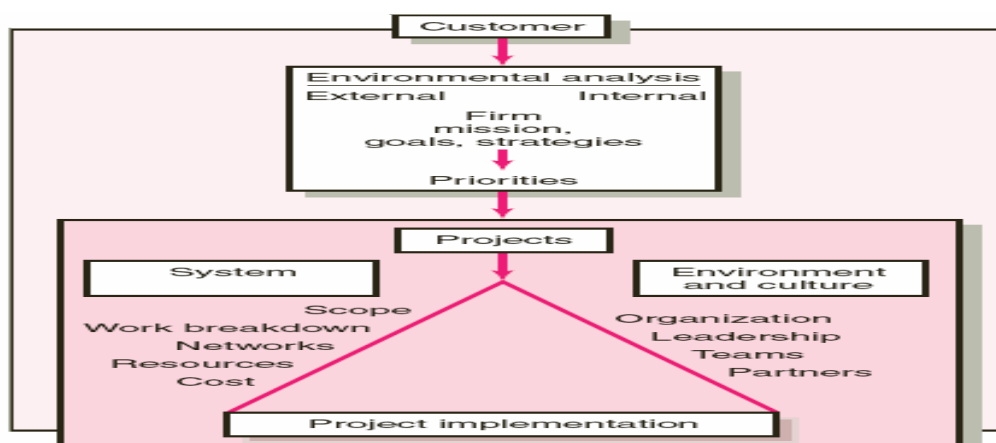 Customer
Environmental analysis
External Internal
Firm
mission,
goals, strategies
Priorities
Projects
System
Scope
Work breakdown
Networks
Resources
Cost
Environment
and culture
Organization
Leadership
Teams
Partners
Project implementation